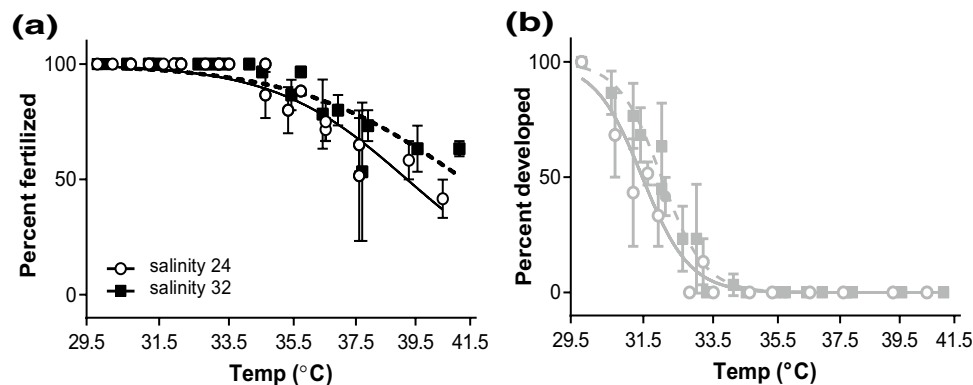 (a)
Percent fertilized
100
50
0
salinity 24
salinity 32
29.5 31.5 33.5 35.5 37.5 39.5 41.5
Temp (°C)
(b)
Percent developed
100
50
0
29.5 31.5 33.5 35.5 37.5 39.5 41.5
Temp (°C)